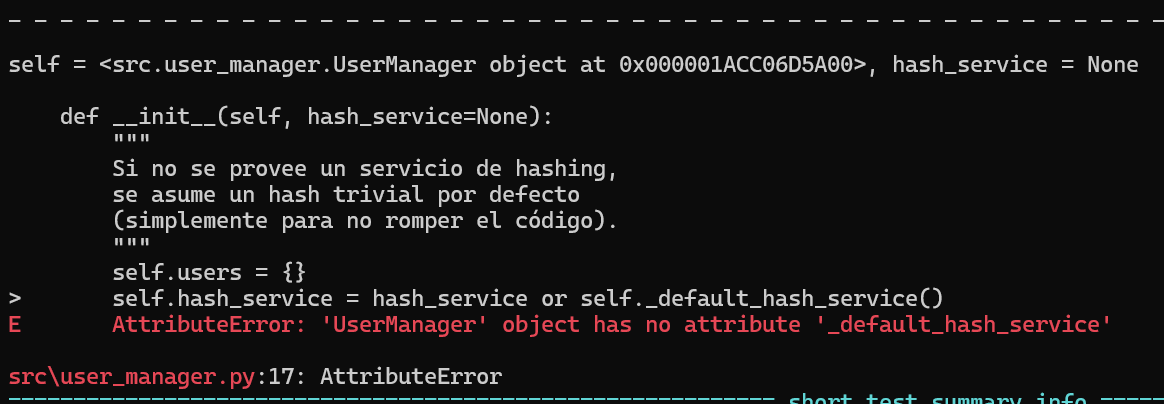 _ _ _ _ _ _ _ _ _ _ _ _ _ _ _ _ _ _ _ _ _ _ _ _ _ _ _ _ _ _ _ _ _ _ _ _ _ _ _ _ _ _ _ _ _
self = <src.user_manager.UserManager object at 0x000001ACC06D5A00>, hash_service = None
    def __init__(self, hash_service=None):
        """
        Si no se provee un servicio de hashing,
        se asume un hash trivial por defecto
        (simplemente para no romper el código).
        """
        self.users = {}
>       self.hash_service = hash_service or self._default_hash_service()
E       AttributeError: 'UserManager' object has no attribute '_default_hash_service'
src\user_manager.py:17: AttributeError
=========================================================== short test summary info =====